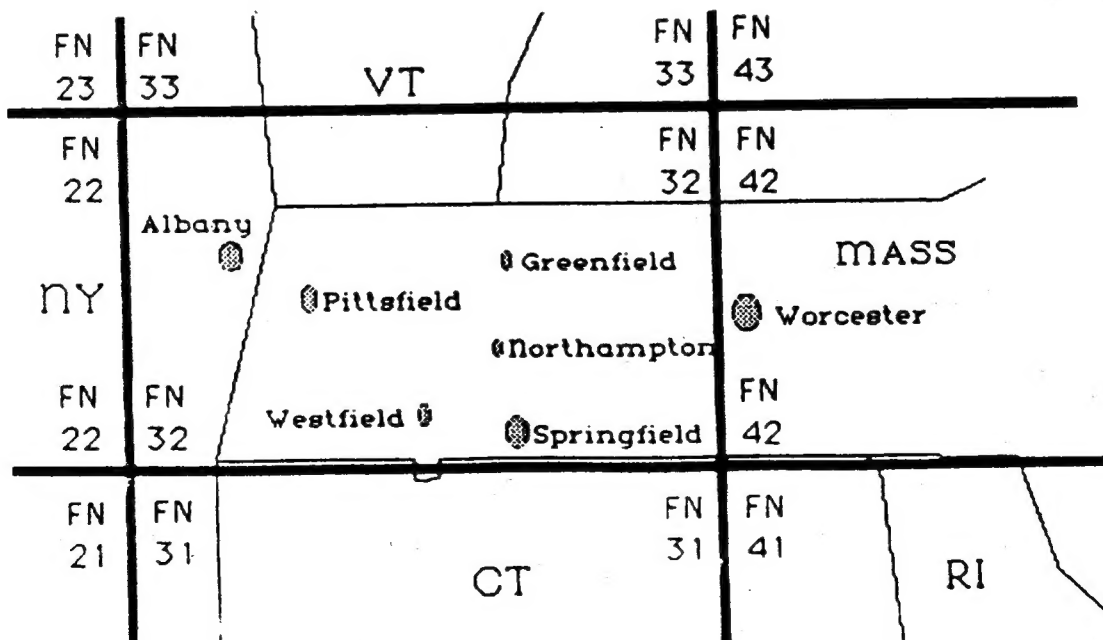 FN FN
23 33
VT
FN FN
33 43
FN
22
FN FN
32 42
Albany
Greenfield
MASS
NY
Pittsfield
Worcester
Northampton
FN FN
22 32
Westfield
Springfield
FN
42
FN FN
21 31
CT
FN FN
31 41
RI